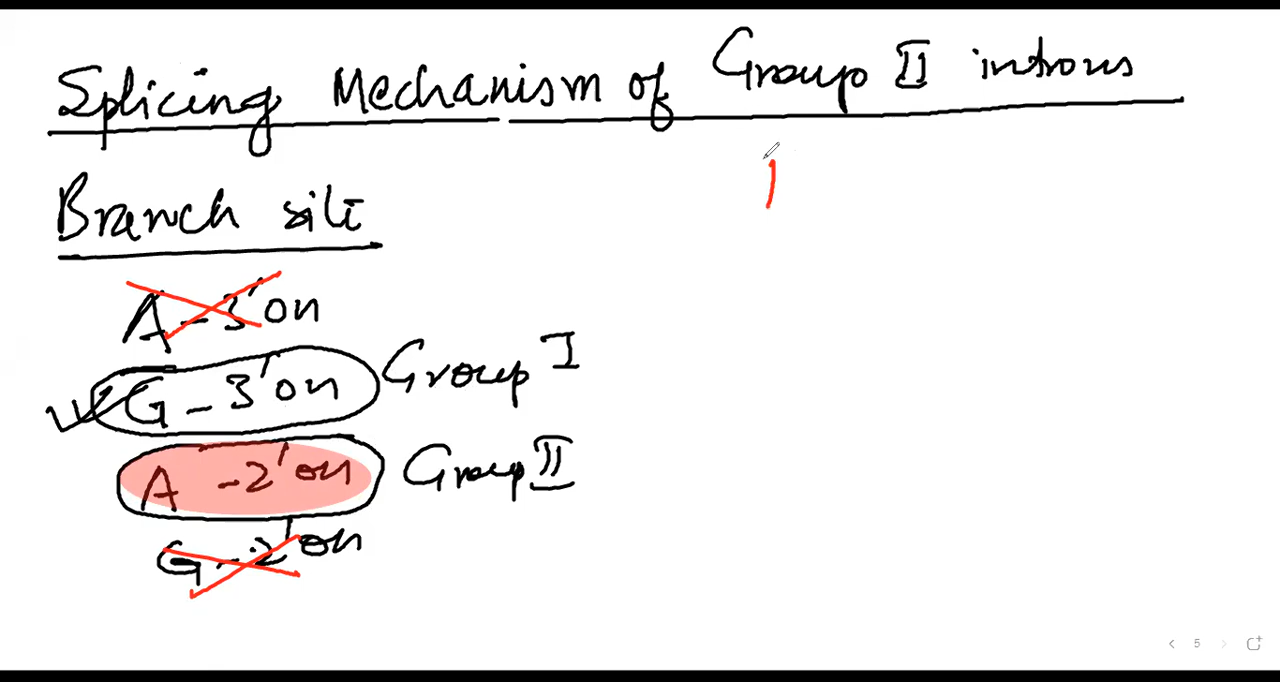 Splicing Mechanism of Group II introns
Branch site
A - 3'OH
G - 3'OH Group I
A - 2'OH Group II
G - 2'OH
5